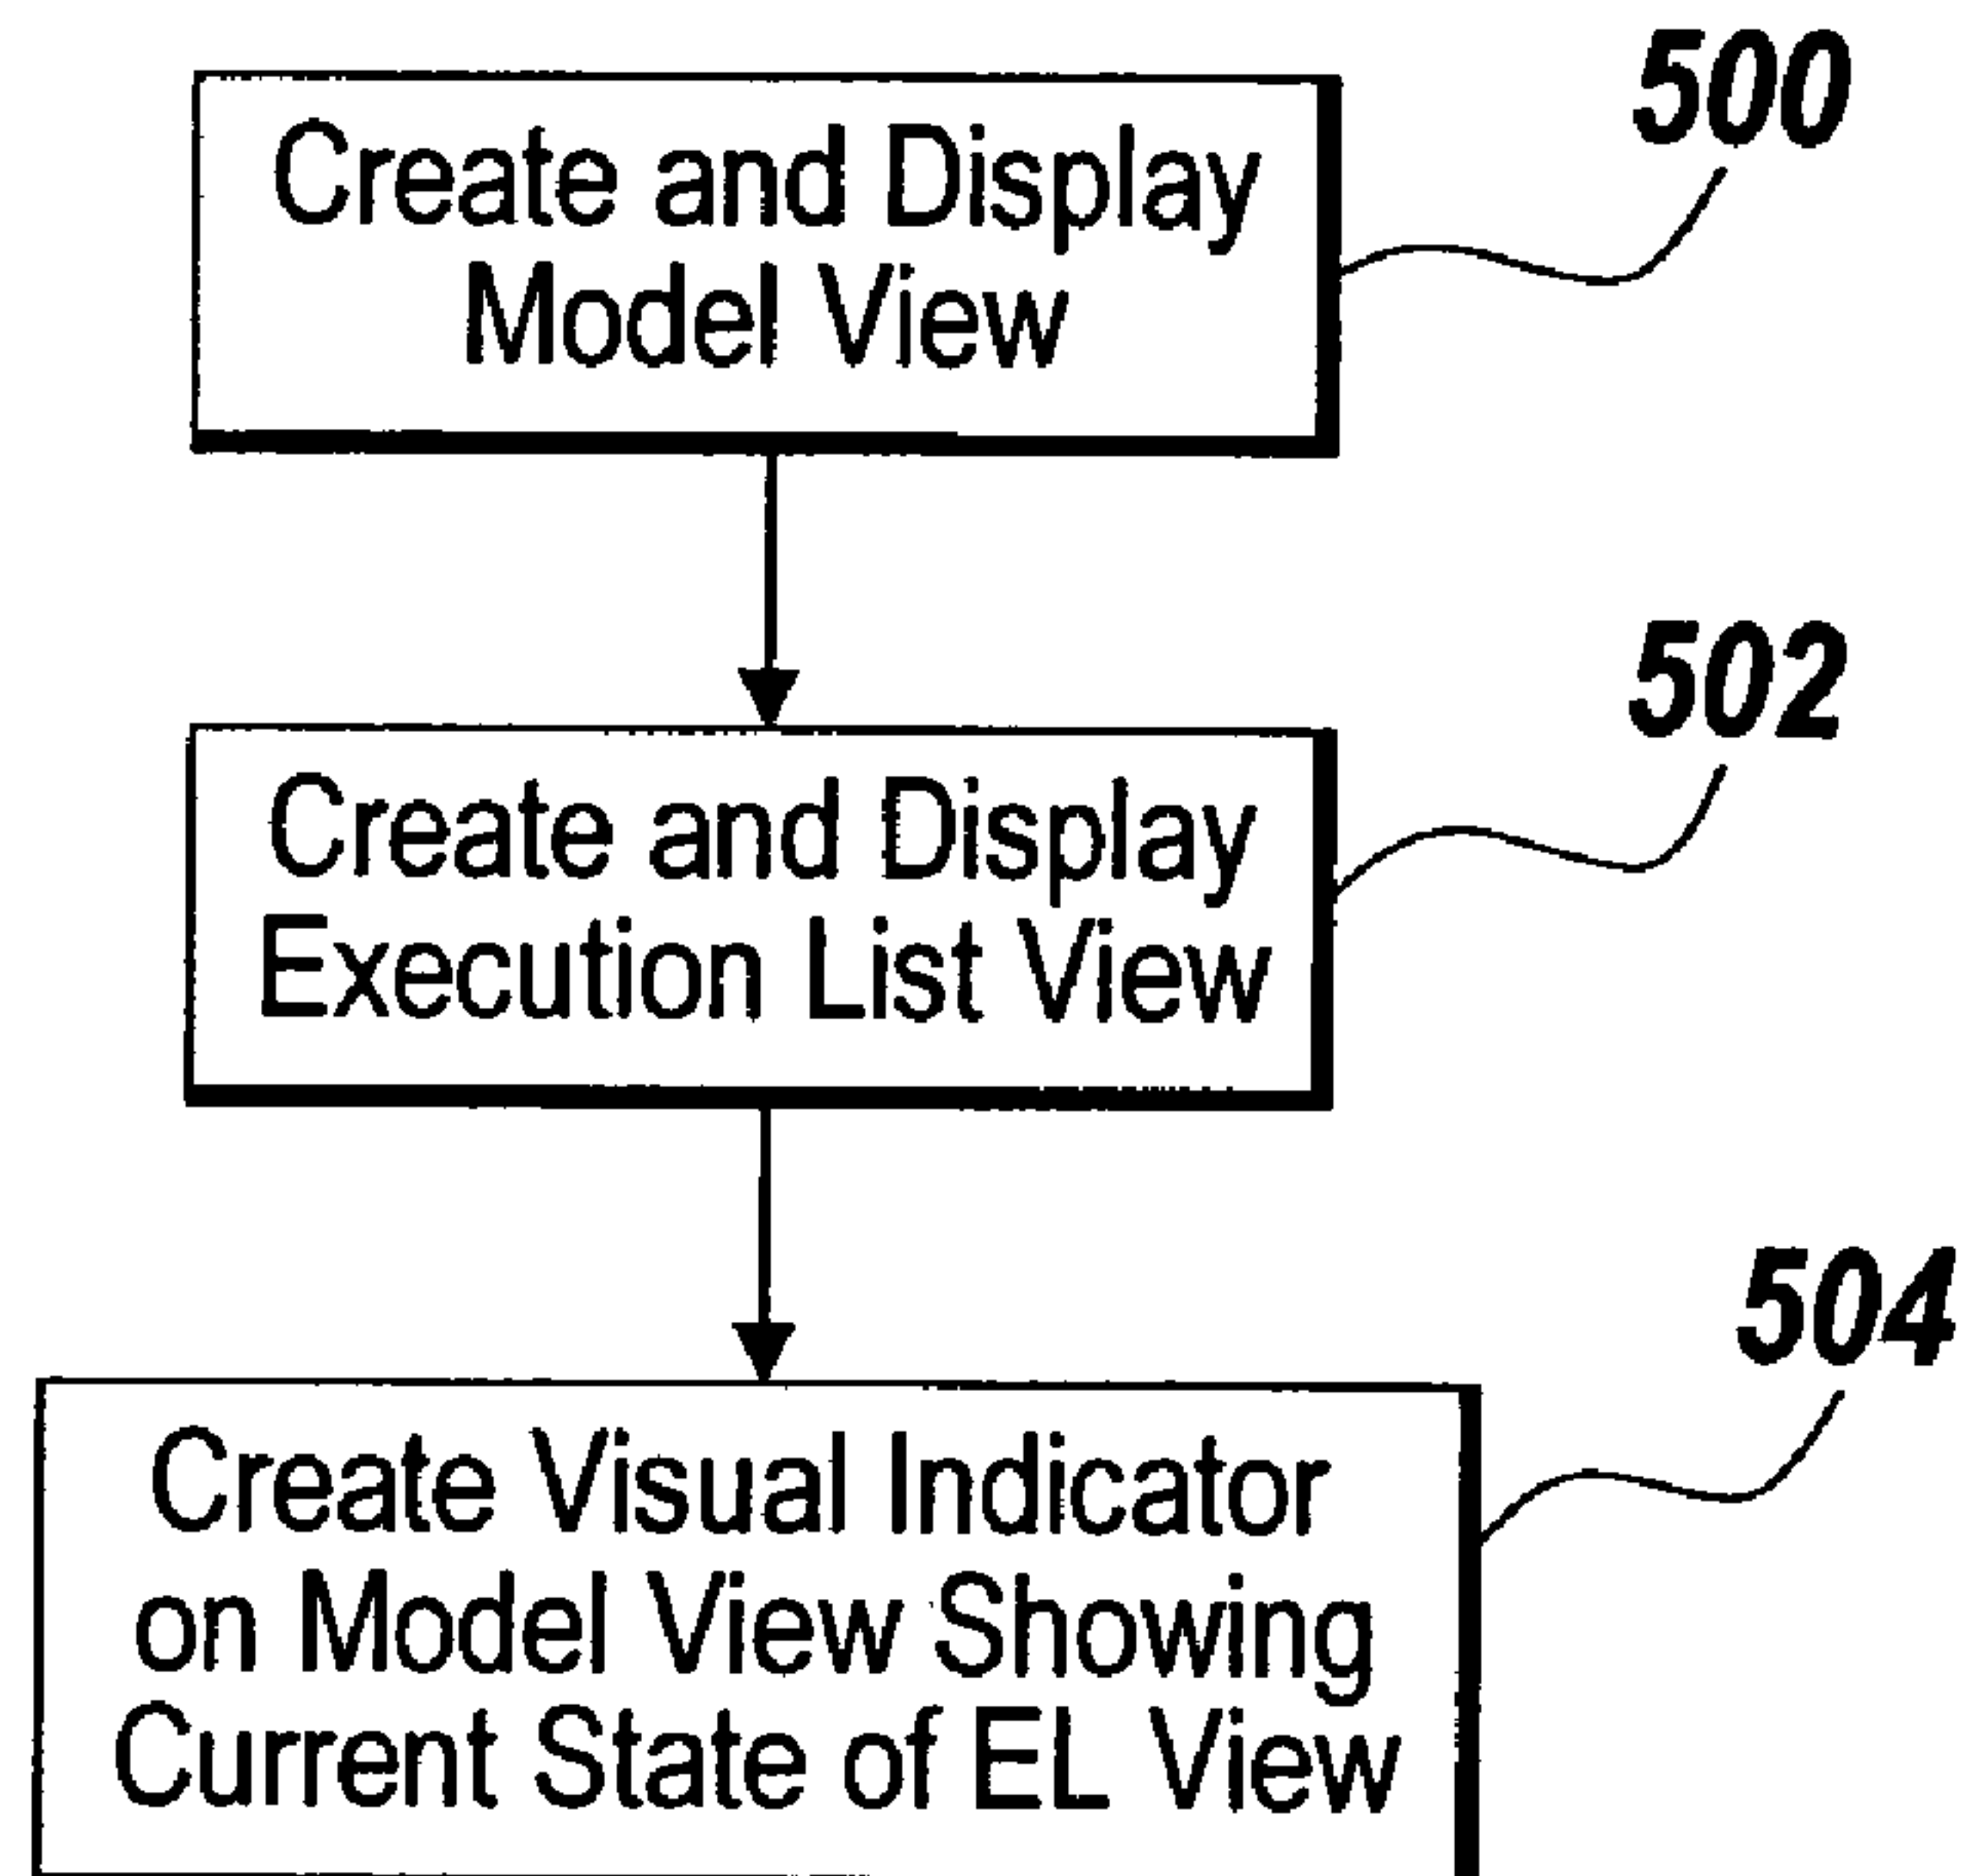 500
Create and Display
Model View
502
Create and Display
Execution List View
504
Create Visual Indicator
on Model View Showing
Current State of EL View